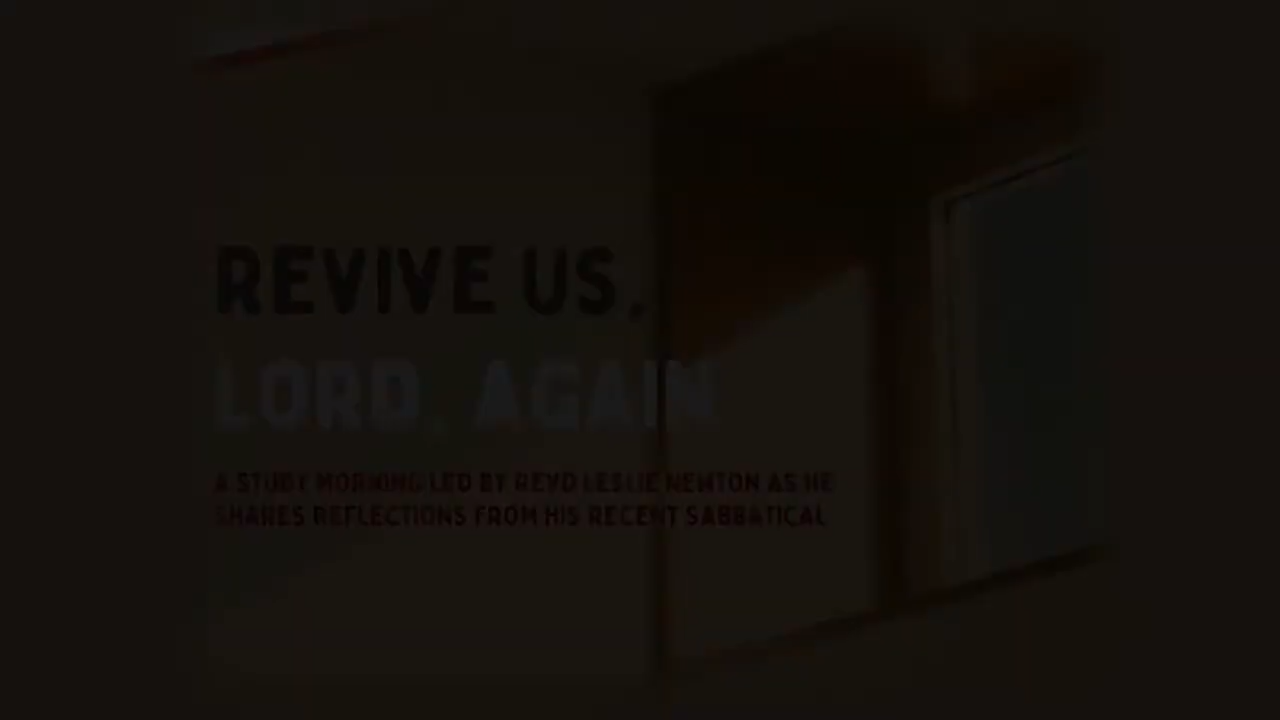 REVIVE US,
LORD, AGAIN
A STUDY MORNING LED BY REVD LESLIE NEWTON AS HE
SHARES REFLECTIONS FROM HIS RECENT SABBATICAL